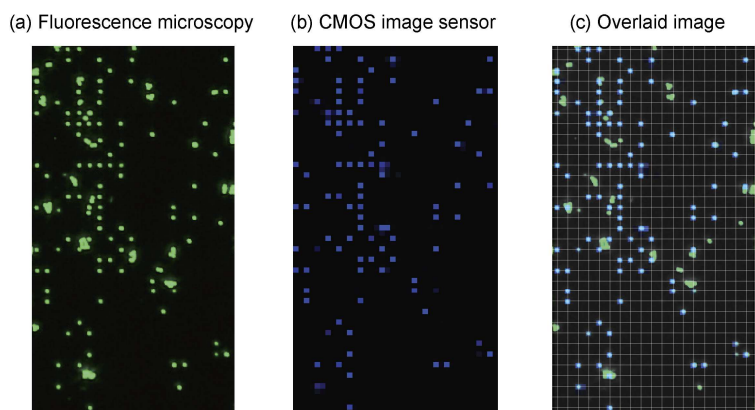 (a) Fluorescence microscopy
(b) CMOS image sensor
(c) Overlaid image